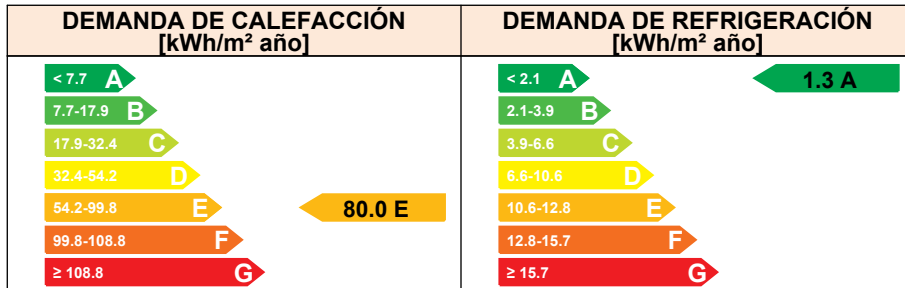 DEMANDA DE CALEFACCIÓN
[kWh/m² año]
< 7.7 A
7.7-17.9 B
17.9-32.4 C
32.4-54.2 D
54.2-99.8 E
80.0 E
99.8-108.8 F
≥ 108.8 G
DEMANDA DE REFRIGERACIÓN
[kWh/m² año]
< 2.1 A
1.3 A
2.1-3.9 B
3.9-6.6 C
6.6-10.6 D
10.6-12.8 E
12.8-15.7 F
≥ 15.7 G